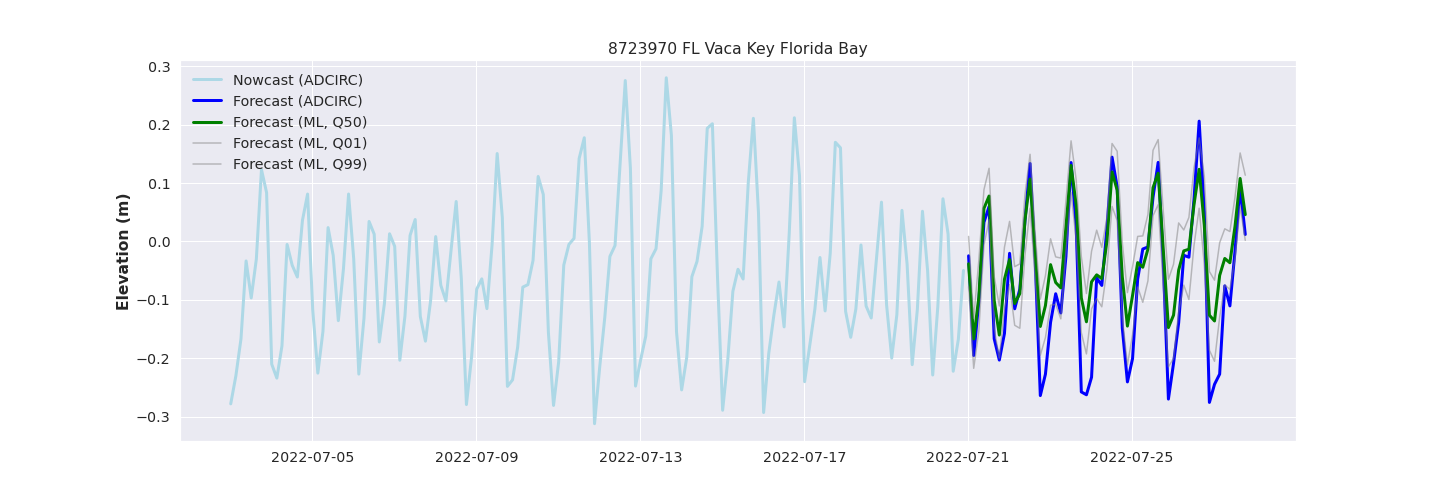 8723970 FL Vaca Key Florida Bay
Nowcast (ADCIRC)
Forecast (ADCIRC)
Forecast (ML, Q50)
Forecast (ML, Q01)
Forecast (ML, Q99)
Elevation (m)
0.3
0.2
0.1
0.0
−0.1
−0.2
−0.3
2022-07-05 2022-07-09 2022-07-13 2022-07-17 2022-07-21 2022-07-25